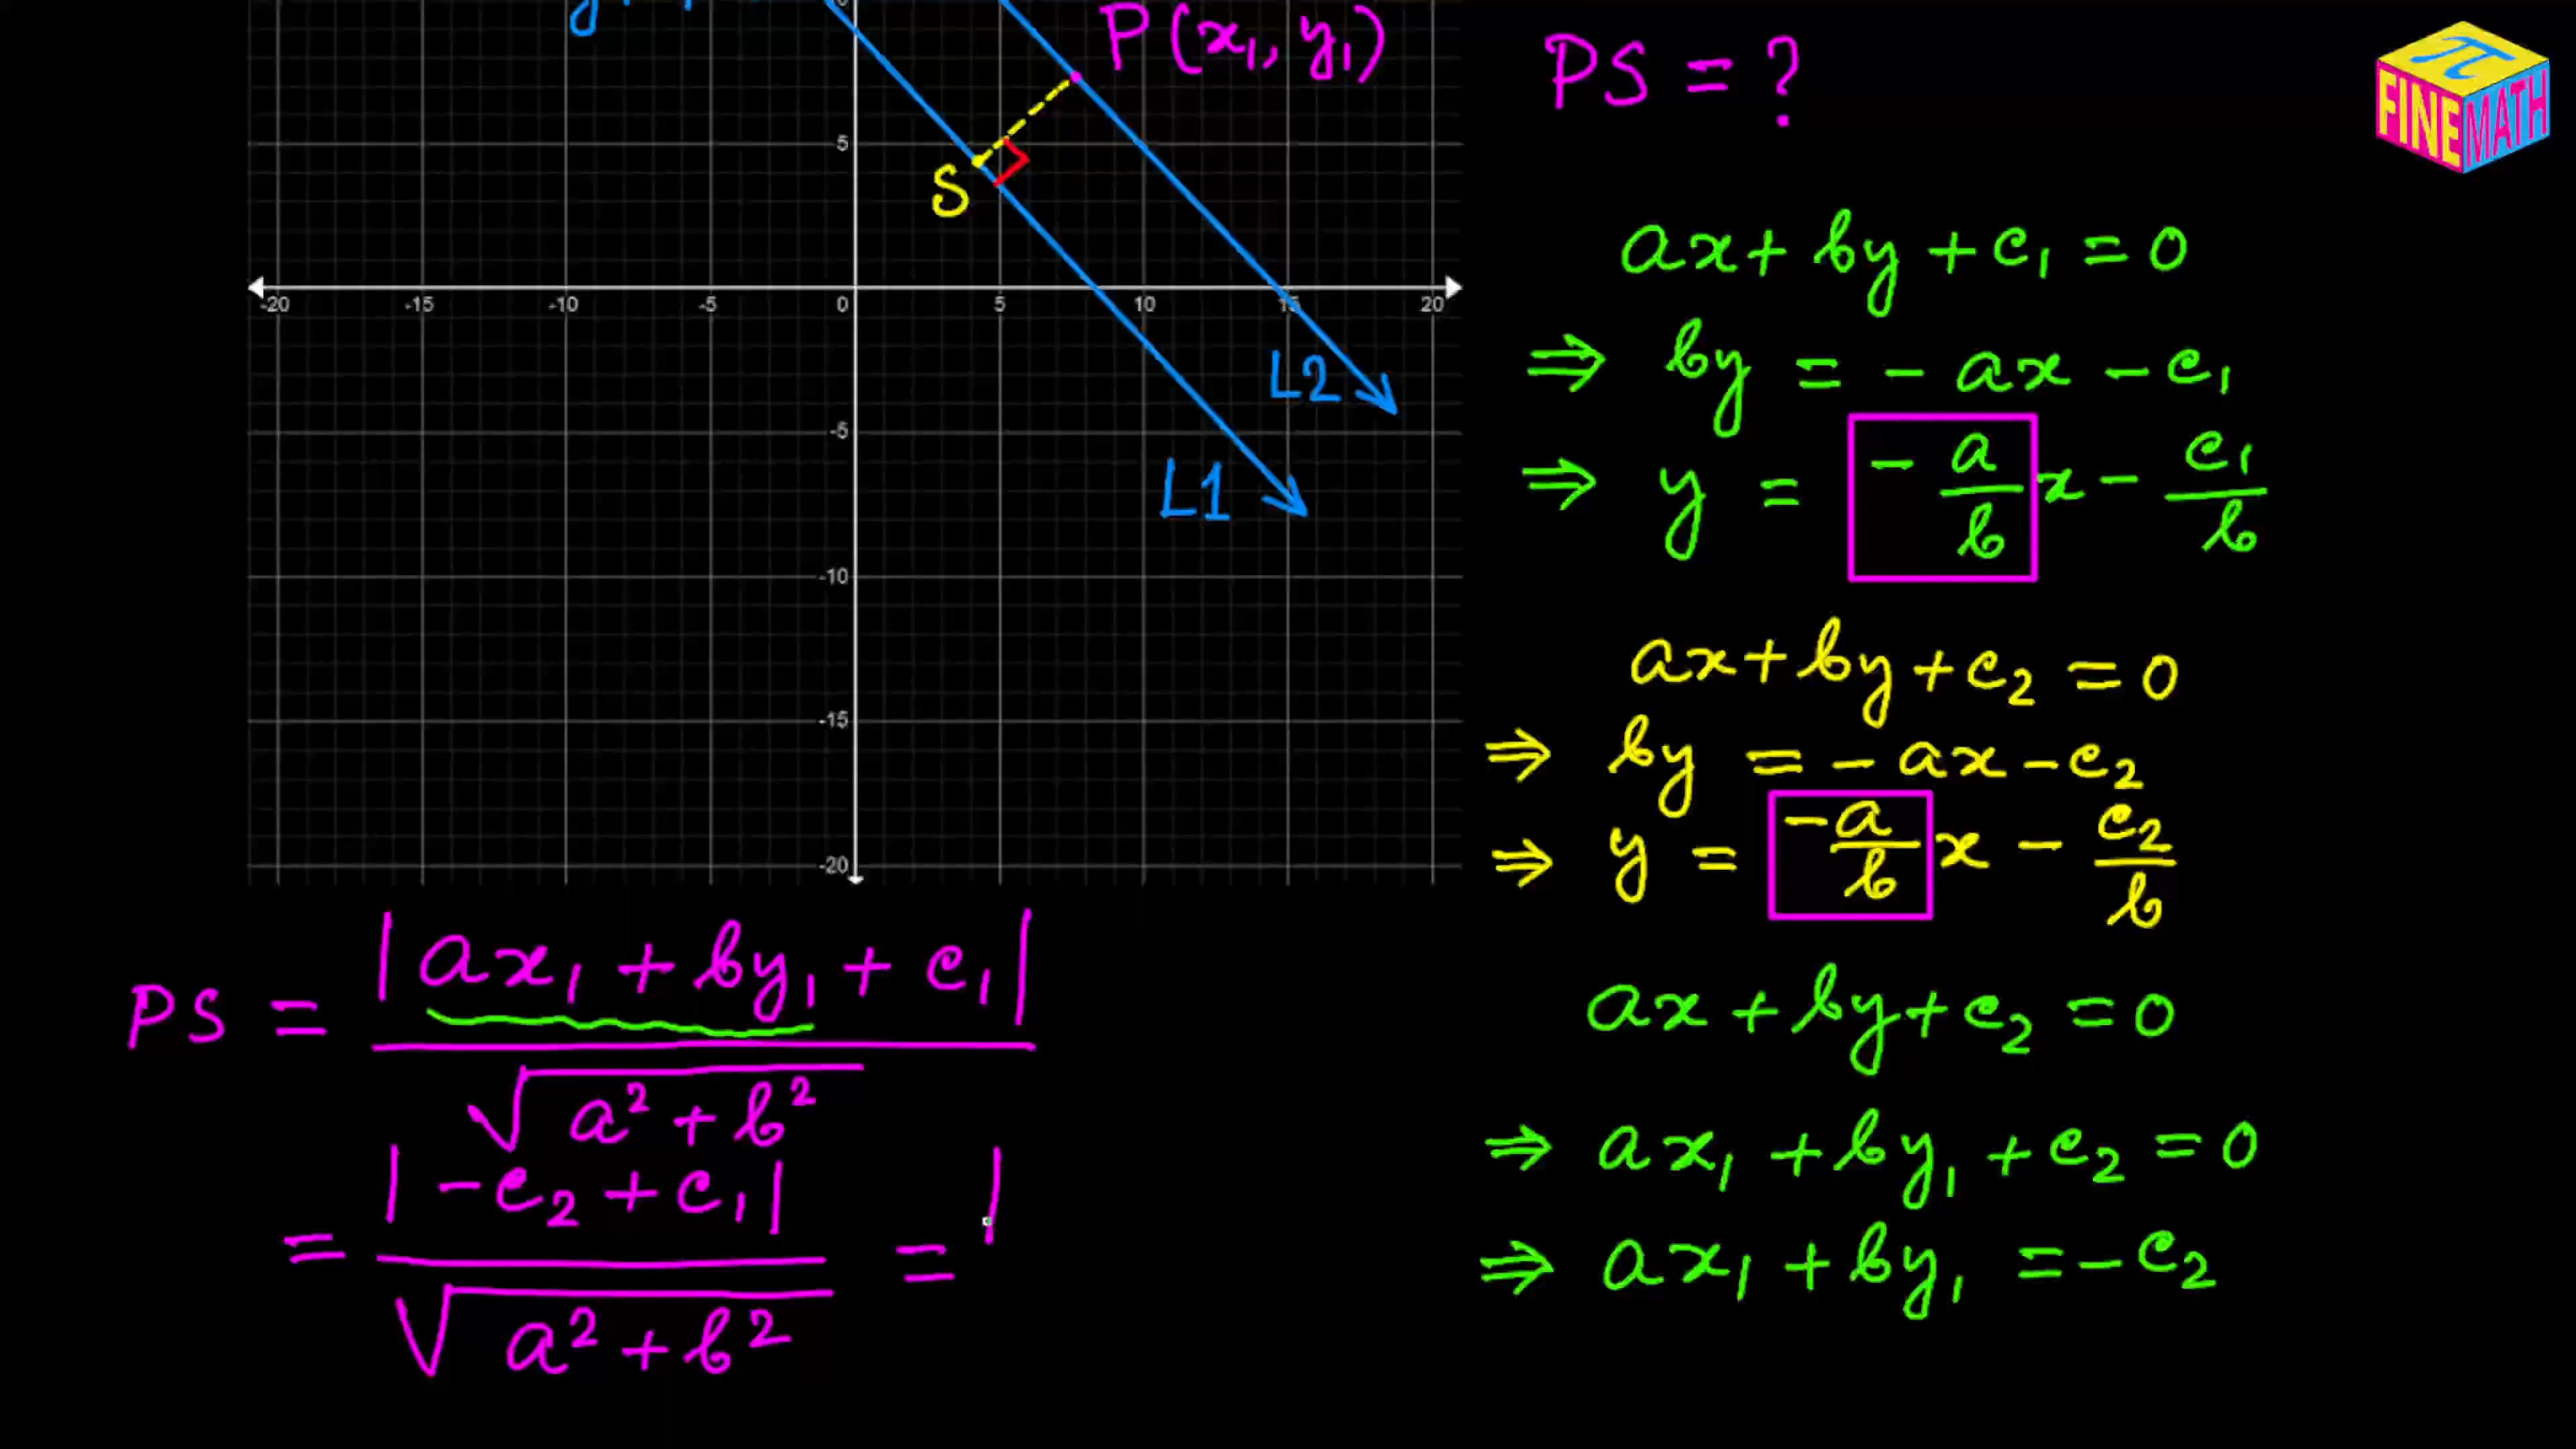 P(x₁, y₁)
PS = ?
π
FINE MATH
5
S
-20 -15 -10 -5 0 5 10 15 20
L2
-5
L1
-10
-15
-20
ax + by + c₁ = 0
⇒ by = - ax - c₁
⇒ y = - a/b x - c₁/b
ax + by + c₂ = 0
⇒ by = - ax - c₂
⇒ y = - a/b x - c₂/b
ax + by + c₂ = 0
⇒ ax₁ + by₁ + c₂ = 0
⇒ ax₁ + by₁ = - c₂
PS = |ax₁ + by₁ + c₁| / √(a² + b²)
= |- c₂ + c₁| / √(a² + b²) = |